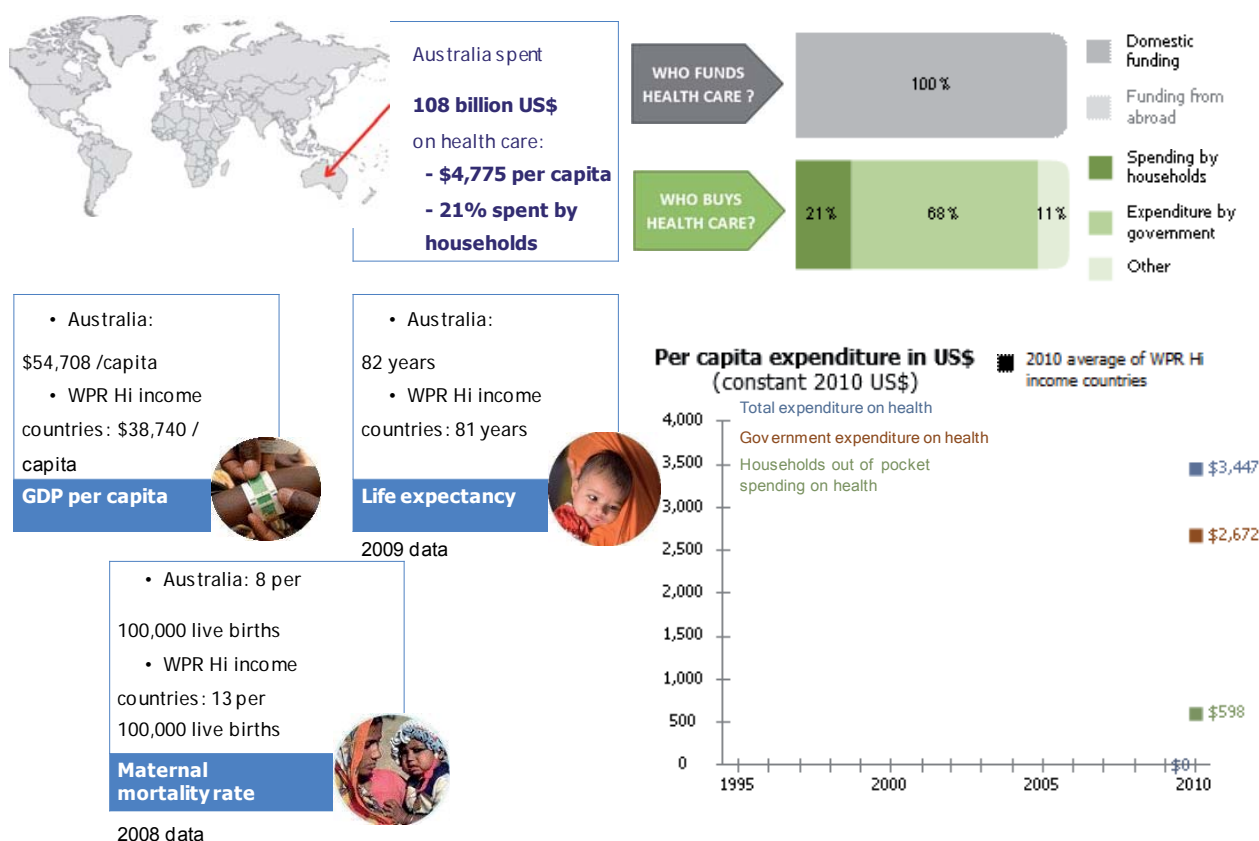 Australia spent
108 billion US$
on health care:
- $4,775 per capita
- 21% spent by
households
WHO FUNDS
HEALTH CARE ?
100%
Domestic
funding
Funding from
abroad
WHO BUYS
HEALTH CARE?
21%
68%
11%
Spending by
households
Expenditure by
government
Other
• Australia:
$54,708 /capita
• WPR Hi income
countries: $38,740 /
capita
GDP per capita
• Australia:
82 years
• WPR Hi income
countries: 81 years
Life expectancy
2009 data
• Australia: 8 per
100,000 live births
• WPR Hi income
countries: 13 per
100,000 live births
Maternal
mortality rate
2008 data
Per capita expenditure in US$
(constant 2010 US$)
2010 average of WPR Hi
income countries
Total expenditure on health
Government expenditure on health
Households out of pocket
spending on health
4,000
3,500
3,000
2,500
2,000
1,500
1,000
500
0
$3,447
$2,672
$598
$0
1995
2000
2005
2010